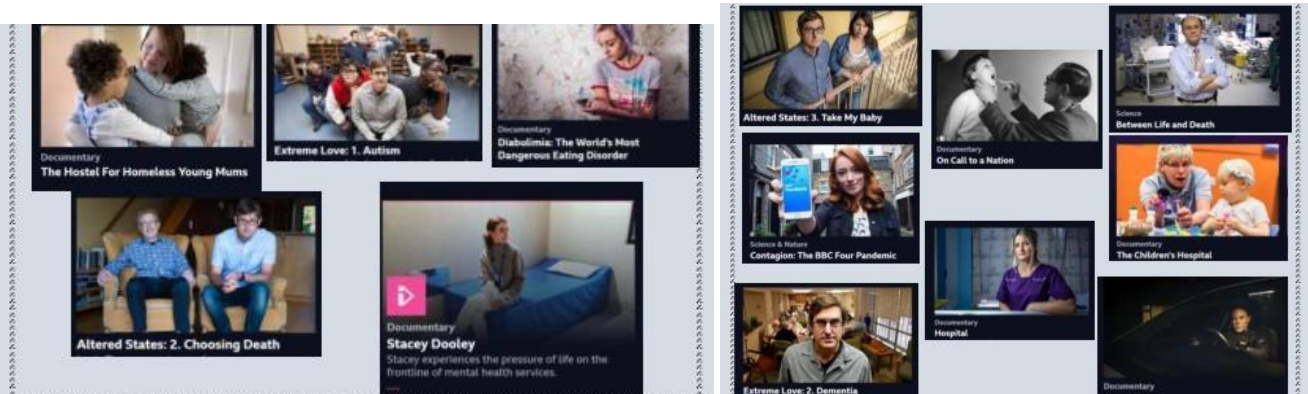 Documentary
The Hostel For Homeless Young Mums
Extreme Love: 1. Autism
Documentary
Diabulimia: The World's Most
Dangerous Eating Disorder
Altered States: 2. Choosing Death
Documentary
Stacey Dooley
Stacey experiences the pressure of life on the
frontline of mental health services.
Altered States: 3. Take My Baby
Documentary
On Call to a Nation
Science
Between Life and Death
Science & Nature
Contagion: The BBC Four Pandemic
Documentary
The Children's Hospital
Documentary
Hospital
Extreme Love: 2. Dementia
Documentary